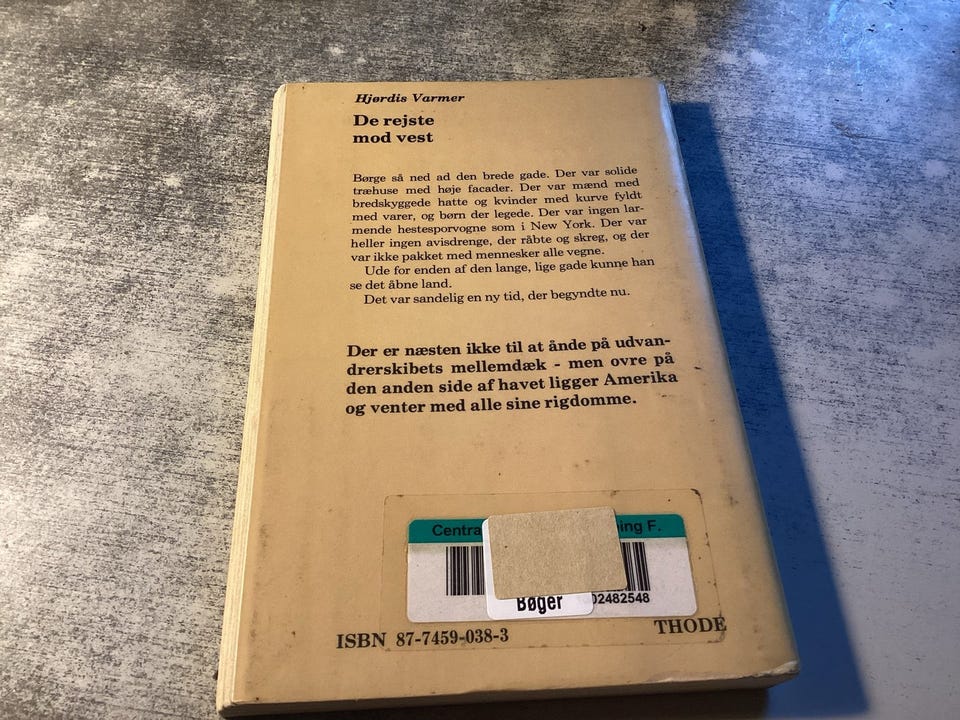 Hjørdis Varmer
De rejste
mod vest
Børge så ned ad den brede gade. Der var solide
træhuse med høje facader. Der var mænd med
bredskyggede hatte og kvinder med kurve fyldt
med varer, og børn der legede. Der var ingen lar-
mende hestesporvogne som i New York. Der var
heller ingen avisdrenge, der råbte og skreg, og der
var ikke pakket med mennesker alle vegne.
Ude for enden af den lange, lige gade kunne han
se det åbne land.
Det var sandelig en ny tid, der begyndte nu.
Der er næsten ikke til at ånde på udvan-
drerskibets mellemdæk - men ovre på
den anden side af havet ligger Amerika
og venter med alle sine rigdomme.
Centra ing F.
02482548
Bøger
ISBN 87-7459-038-3
THODE